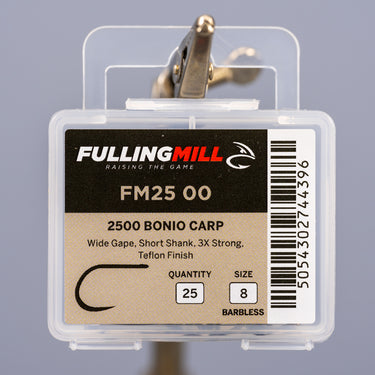 FULLINGMILL
RAISING THE GAME
FM25 00
2500 BONIO CARP
Wide Gape, Short Shank, 3X Strong,
Teflon Finish
QUANTITY
25
SIZE
8
BARBLESS
5054302744396